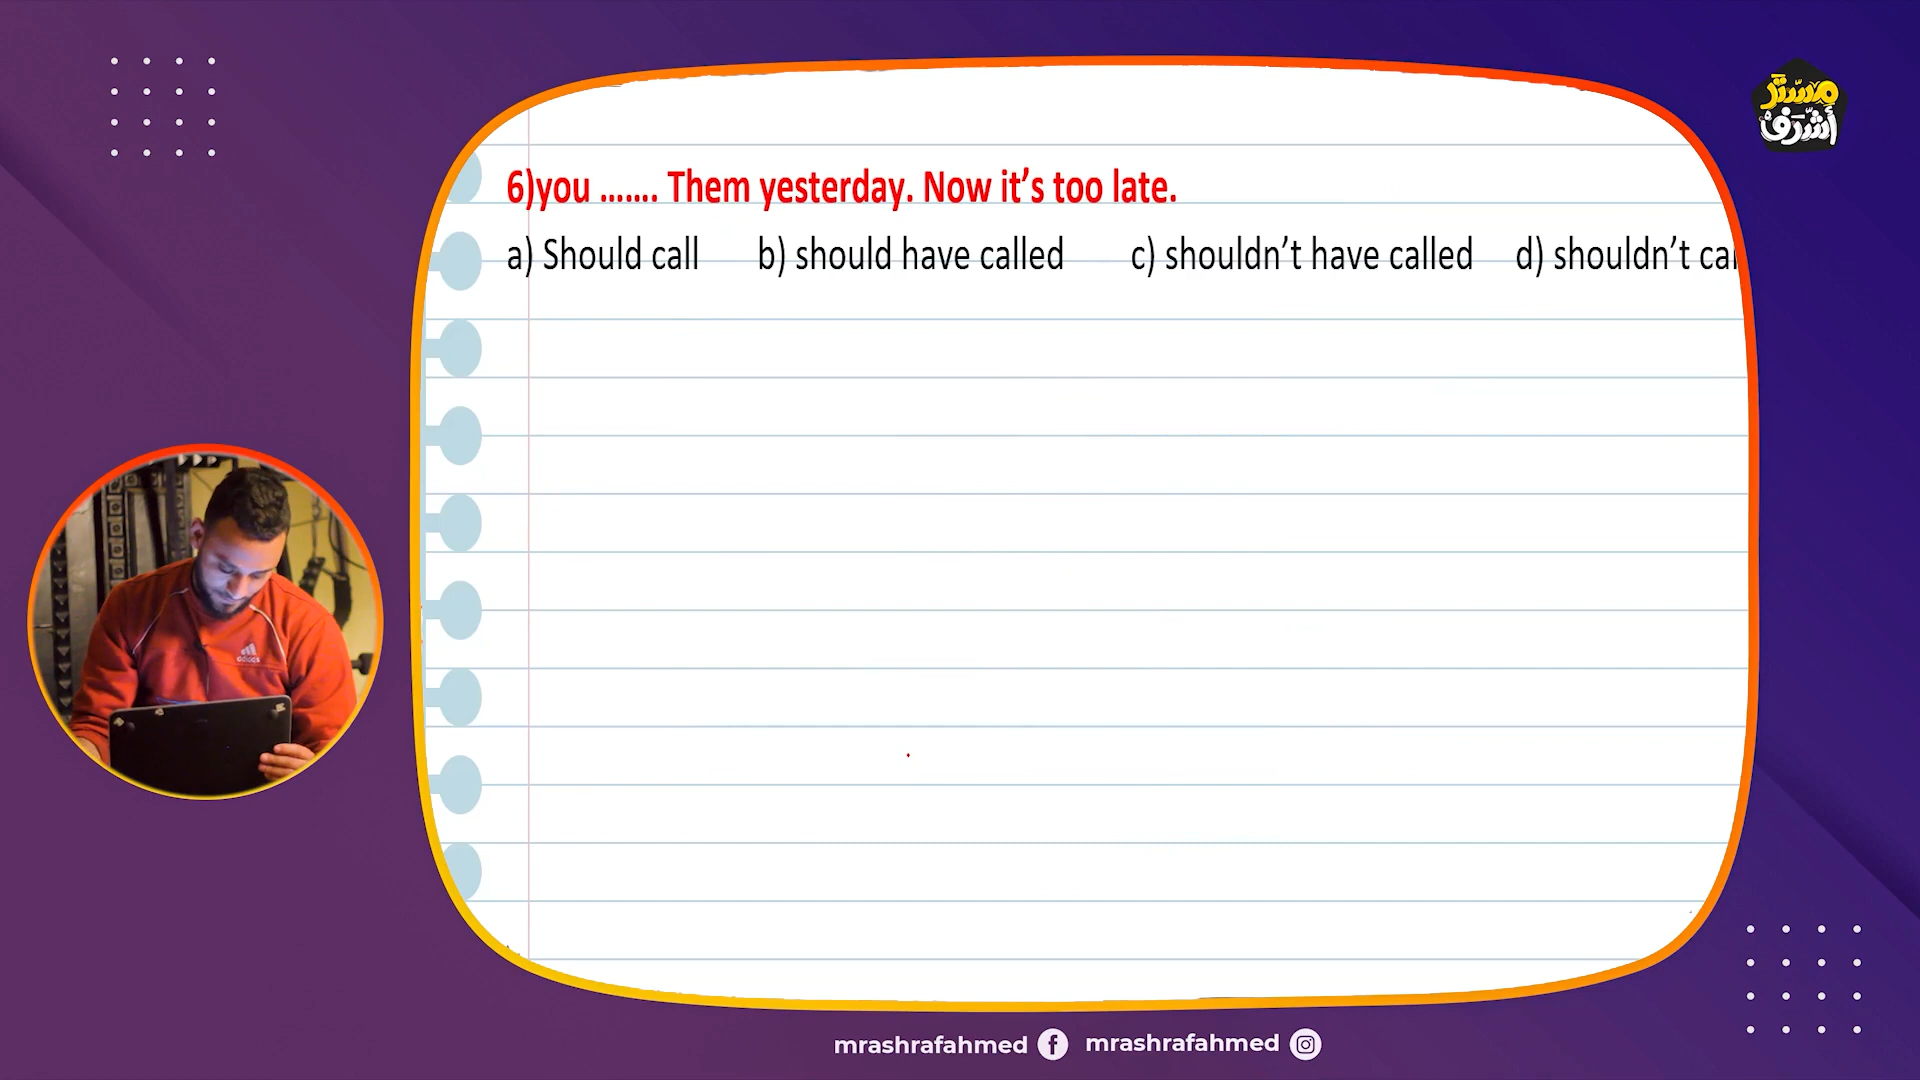 مستر
أشرف
6)you ……. Them yesterday. Now it’s too late.
a) Should call b) should have called c) shouldn’t have called d) shouldn’t
adidas
mrashrafahmed mrashrafahmed